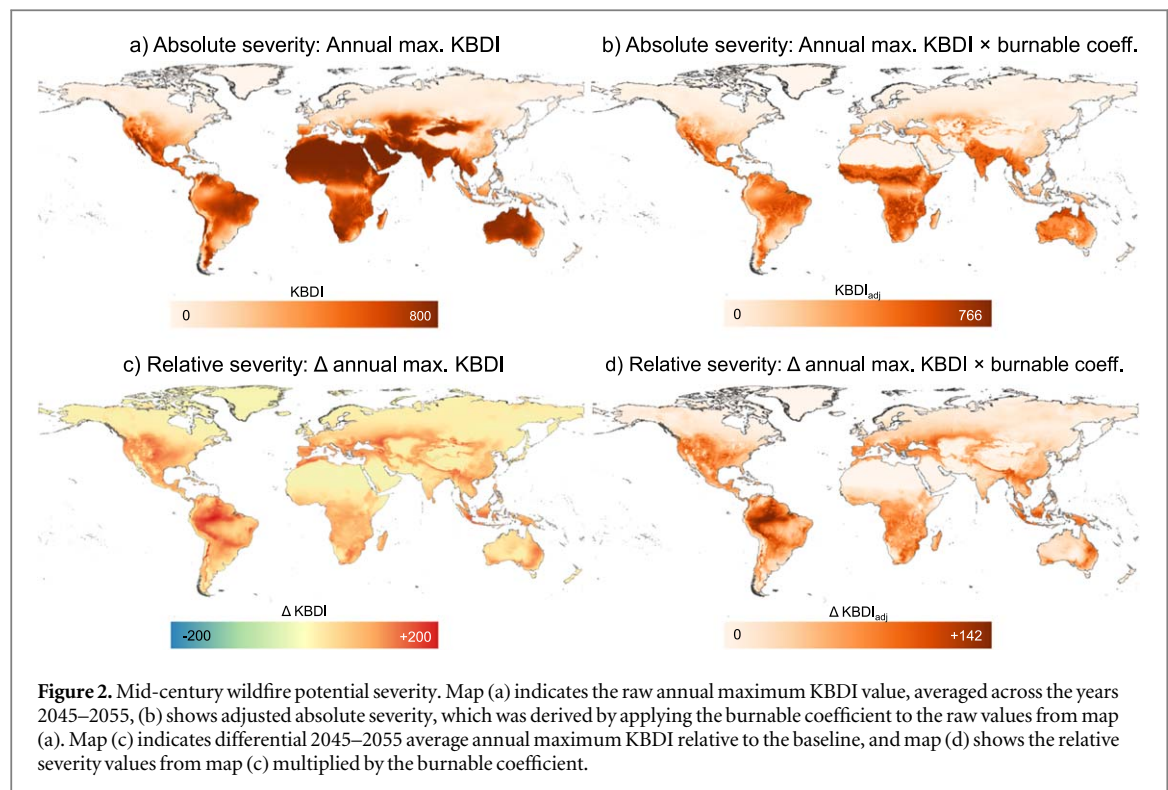 a) Absolute severity: Annual max. KBDI
b) Absolute severity: Annual max. KBDI × burnable coeff.
KBDI
0 800
KBDI_adj
0 766
c) Relative severity: Δ annual max. KBDI
d) Relative severity: Δ annual max. KBDI × burnable coeff.
Δ KBDI
-200 +200
Δ KBDI_adj
0 +142
Figure 2. Mid-century wildfire potential severity. Map (a) indicates the raw annual maximum KBDI value, averaged across the years
2045–2055, (b) shows adjusted absolute severity, which was derived by applying the burnable coefficient to the raw values from map
(a). Map (c) indicates differential 2045–2055 average annual maximum KBDI relative to the baseline, and map (d) shows the relative
severity values from map (c) multiplied by the burnable coefficient.